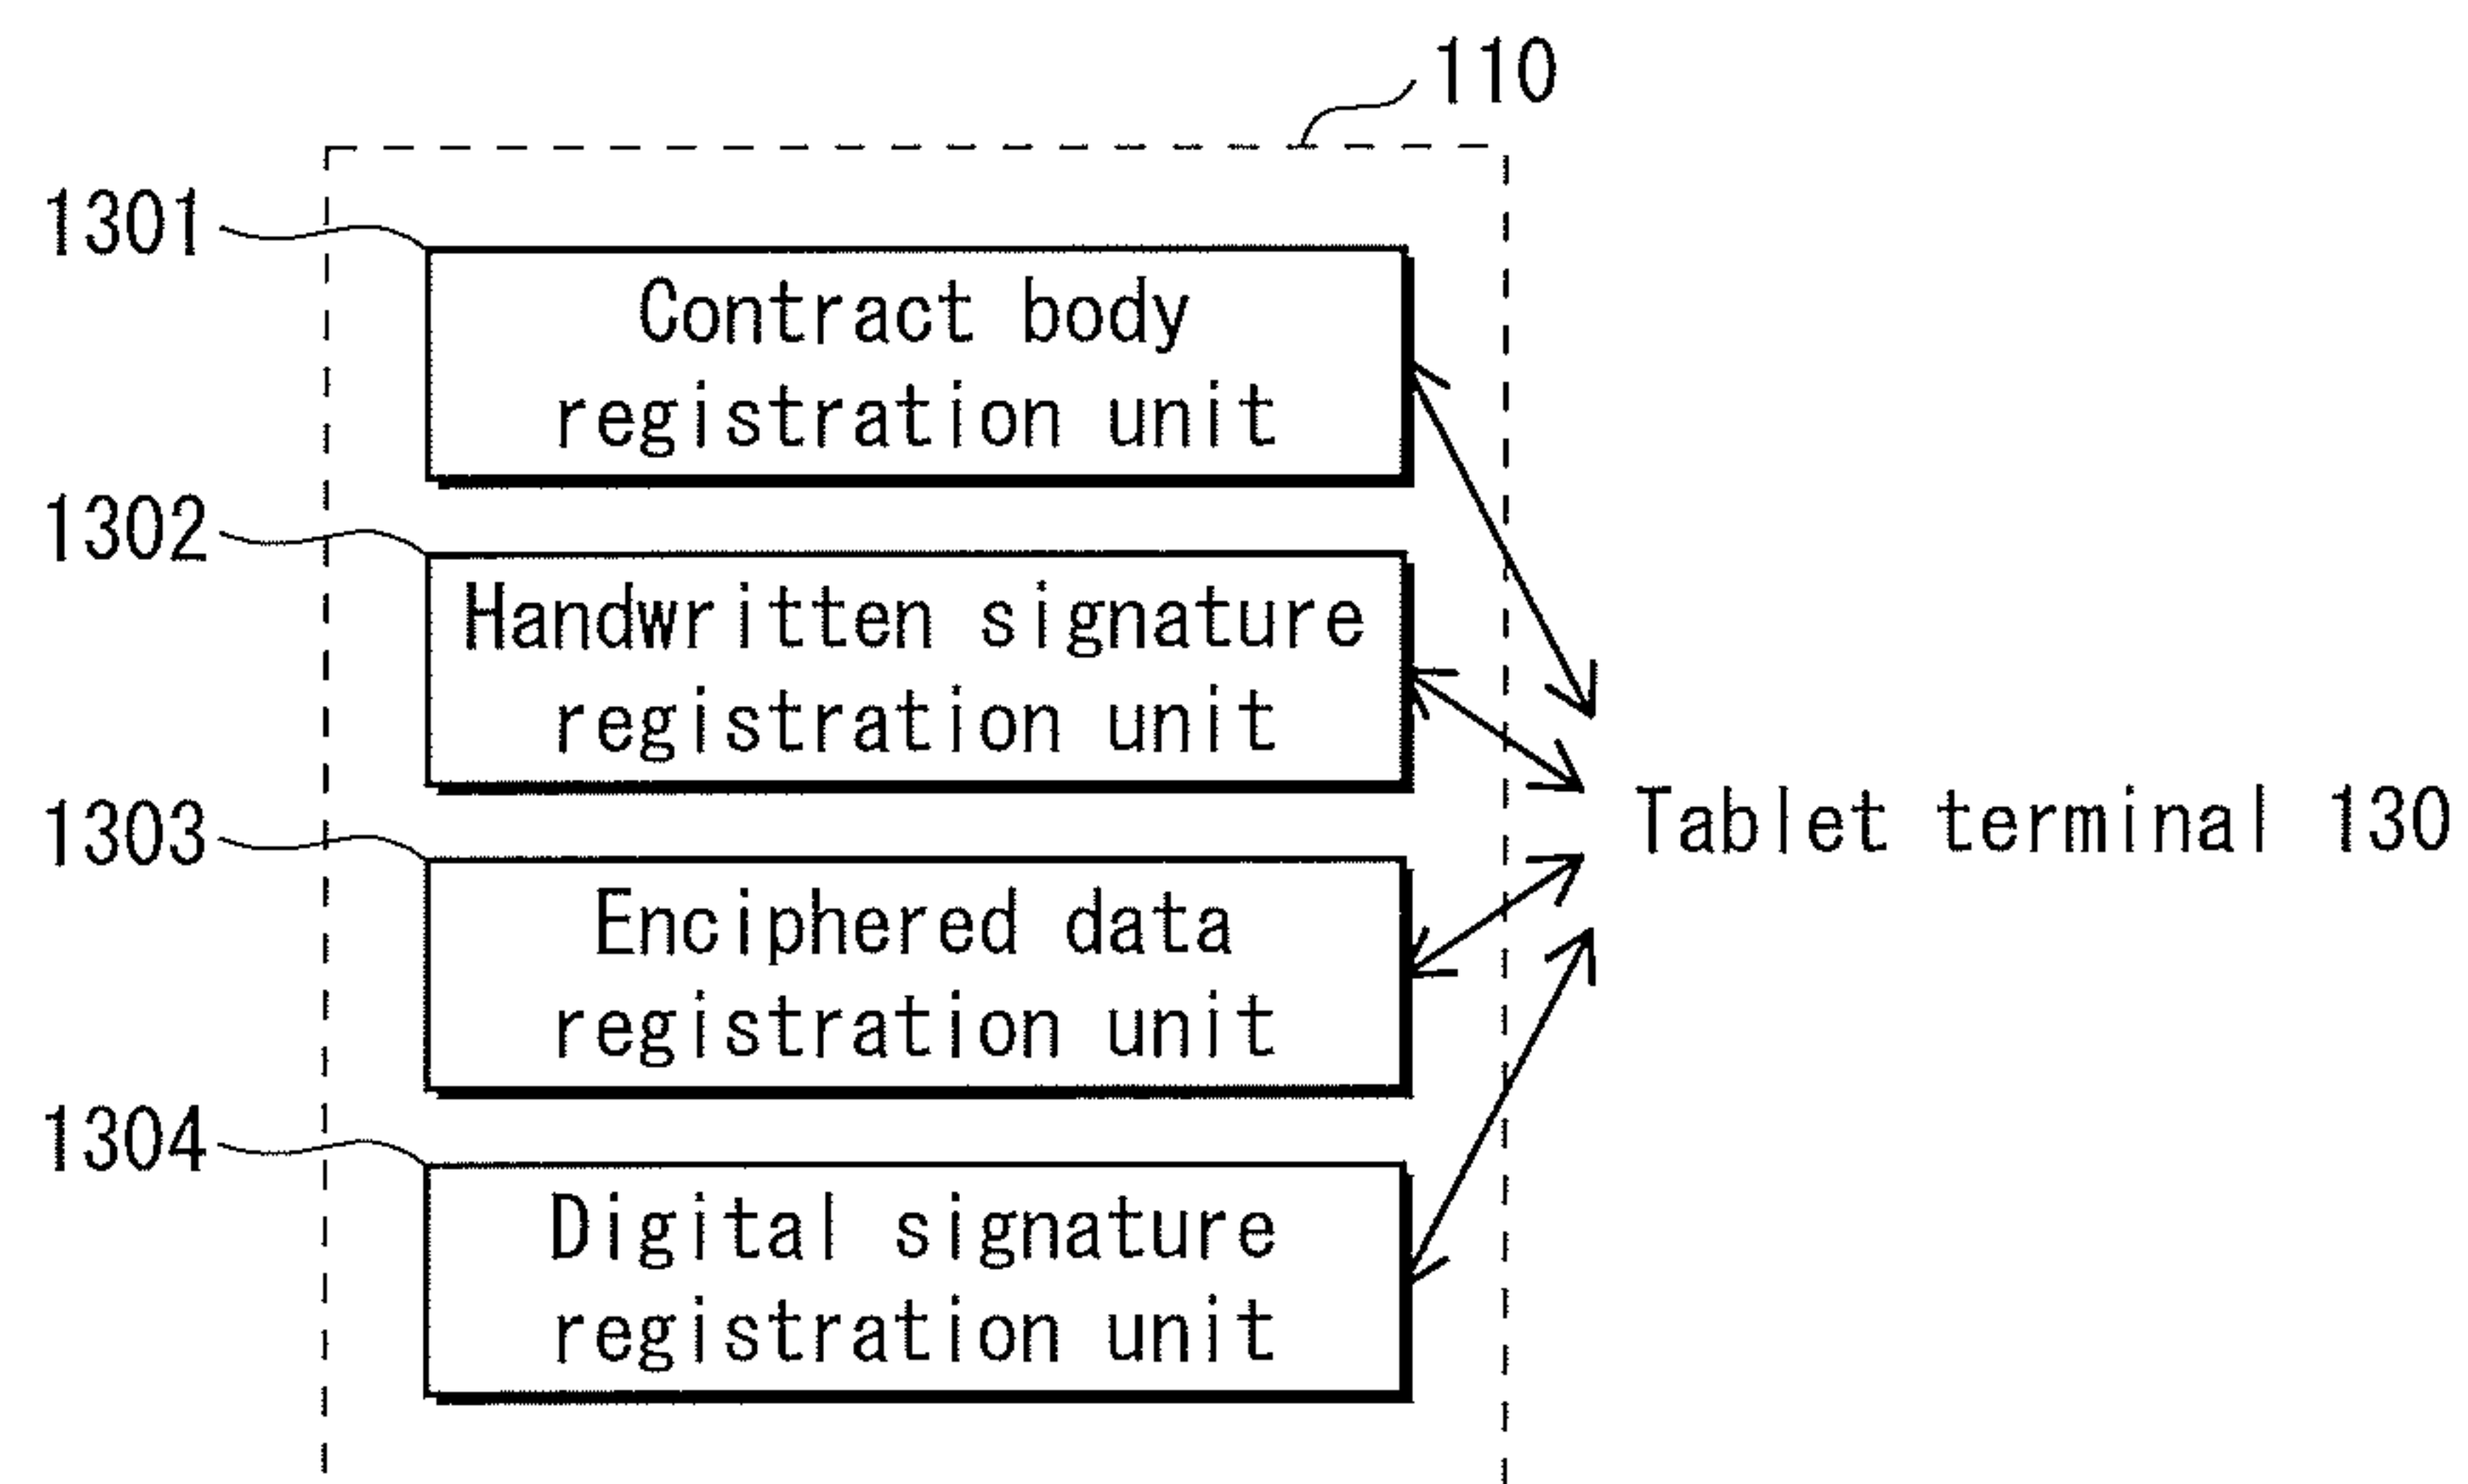 110
1301
Contract body
registration unit
1302
Handwritten signature
registration unit
Tablet terminal 130
1303
Enciphered data
registration unit
1304
Digital signature
registration unit